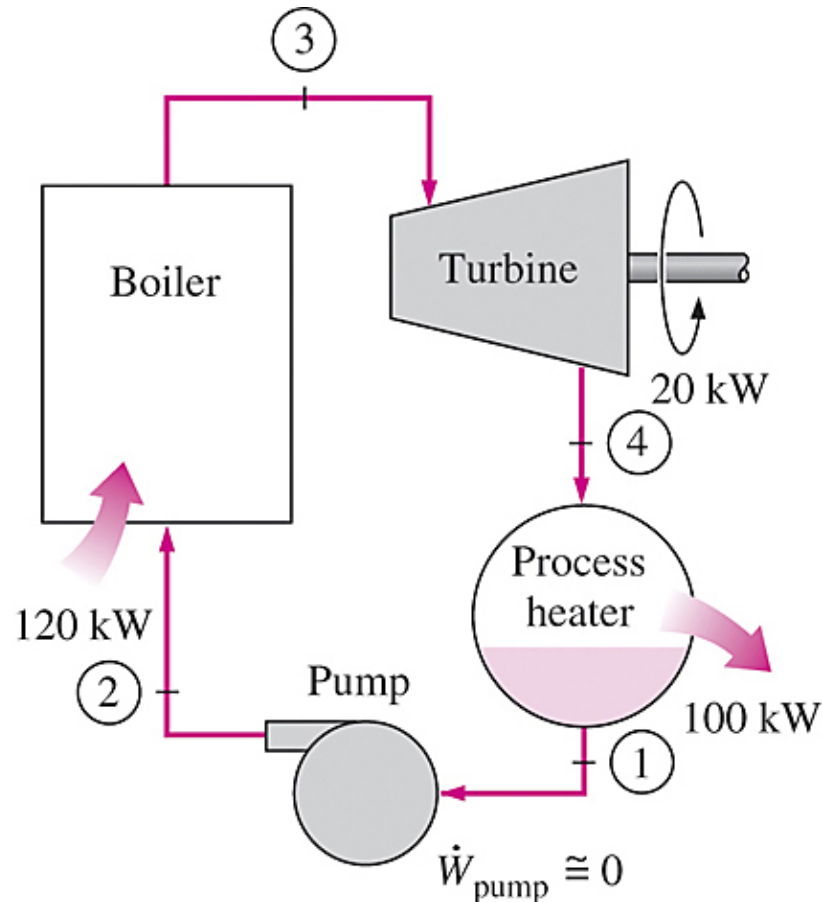 3
Boiler
Turbine
20 kW
4
Process
heater
120 kW
2
Pump
100 kW
1
Ẇpump ≅ 0